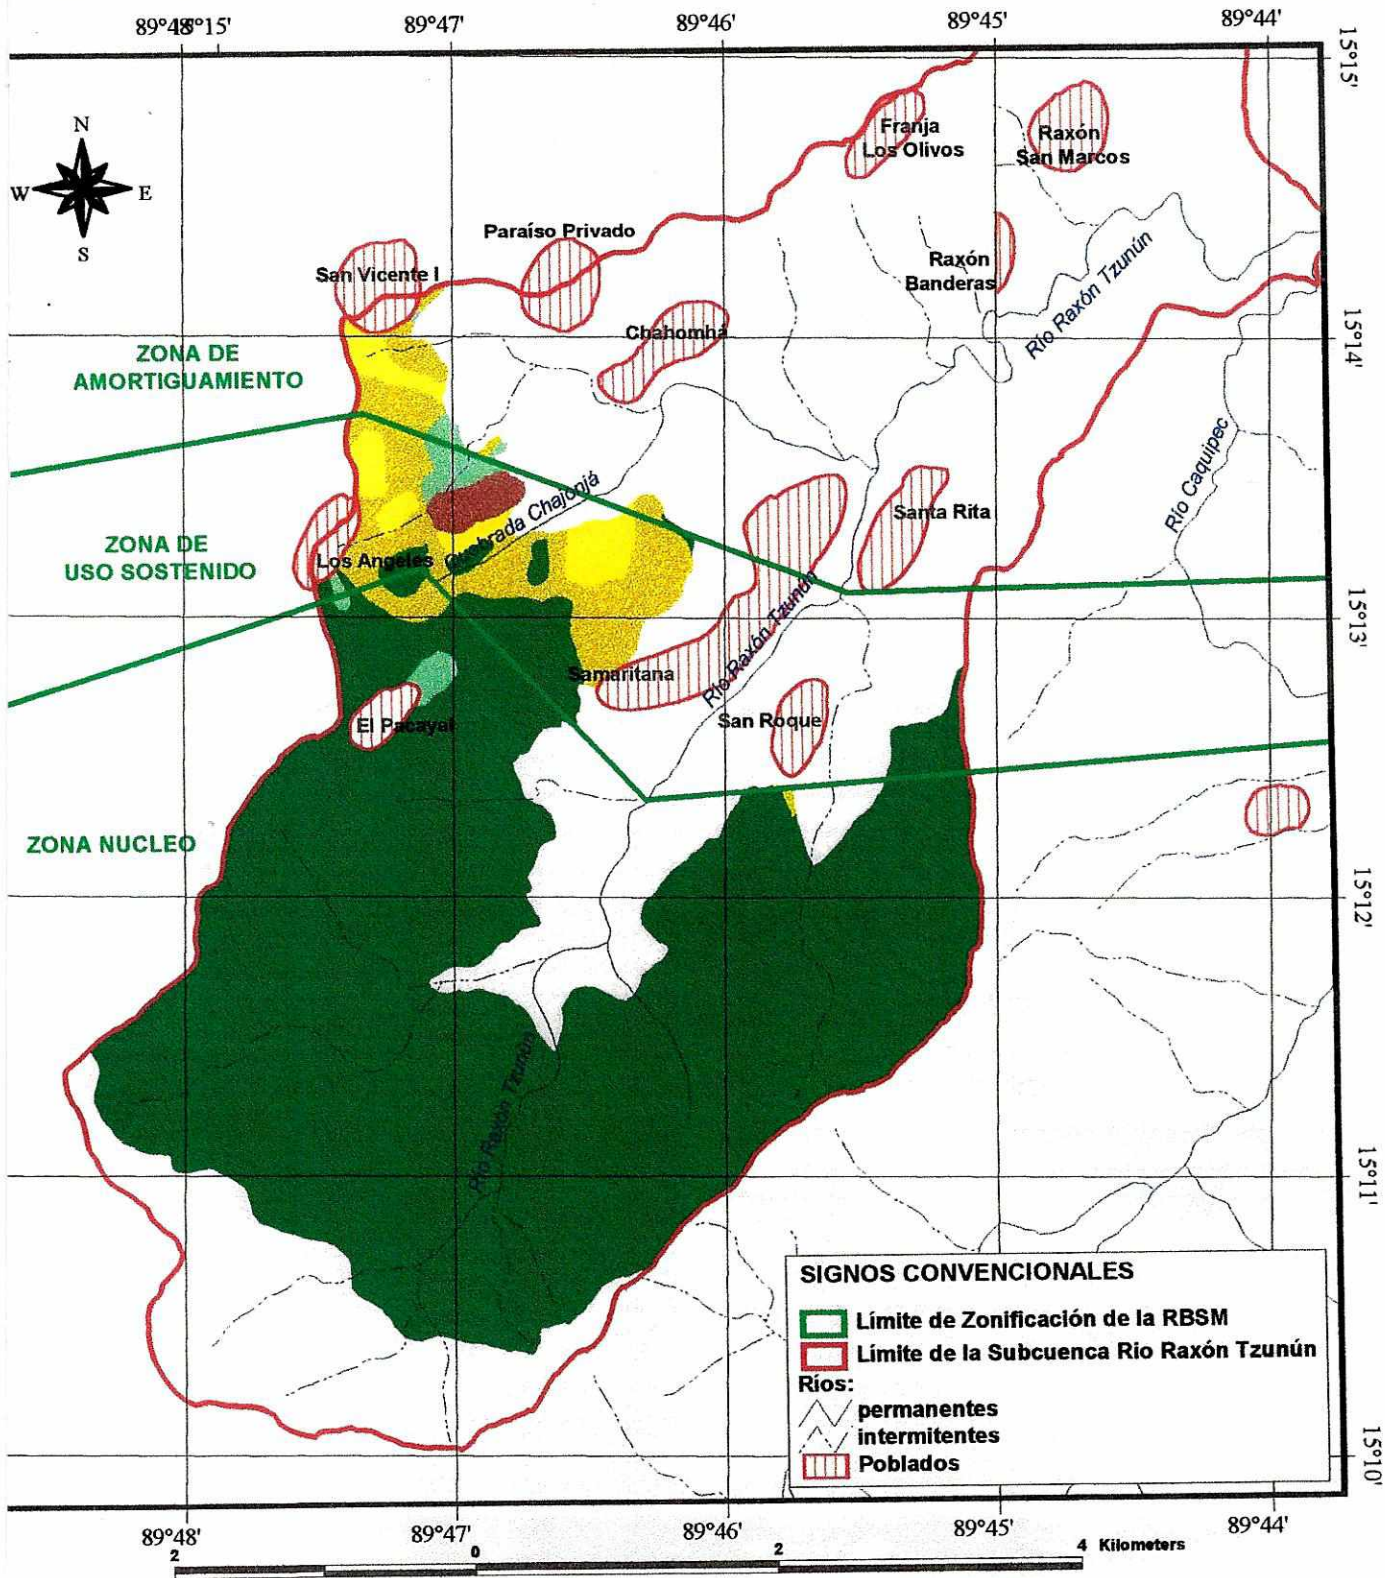 89°48'
8°15'
89°47'
89°46'
89°45'
89°44'
15°15'
N
W
E
S
Franja
Los Olivos
Raxón
San Marcos
Paraíso Privado
San Vicente I
Raxón
Banderas
Río Raxón Tzunún
Chahomhá
15°14'
ZONA DE
AMORTIGUAMIENTO
Río Caquipec
Quebrada Chajonjá
Santa Rita
ZONA DE
USO SOSTENIDO
Los Angeles
15°13'
Río Raxón Tzunún
Samaritana
San Roque
El Pacayal
ZONA NUCLEO
15°12'
Río Raxón Tzunún
15°11'
SIGNOS CONVENCIONALES
Límite de Zonificación de la RBSM
Límite de la Subcuenca Rio Raxón Tzunún
Ríos:
permanentes
intermitentes
Poblados
15°10'
89°48'
89°47'
89°46'
89°45'
89°44'
2
0
2
4 Kilometers